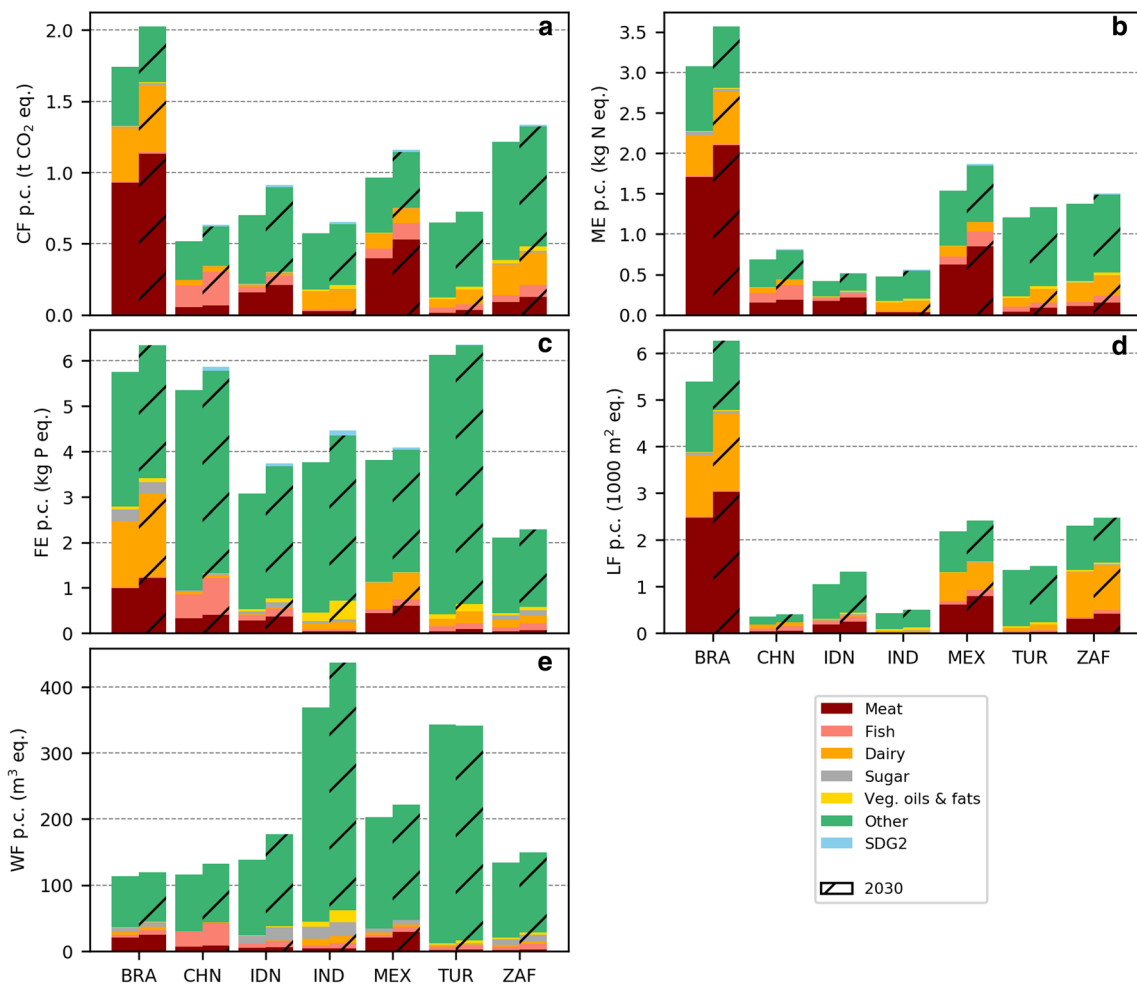 a
CF p.c. (t CO₂ eq.)
2.0
1.5
1.0
0.5
0.0
b
ME p.c. (kg N eq.)
3.5
3.0
2.5
2.0
1.5
1.0
0.5
0.0
c
FE p.c. (kg P eq.)
6
5
4
3
2
1
0
d
LF p.c. (1000 m² eq.)
6
5
4
3
2
1
0
BRA CHN IDN IND MEX TUR ZAF
e
WF p.c. (m³ eq.)
400
300
200
100
0
BRA CHN IDN IND MEX TUR ZAF
Meat
Fish
Dairy
Sugar
Veg. oils & fats
Other
SDG2
2030